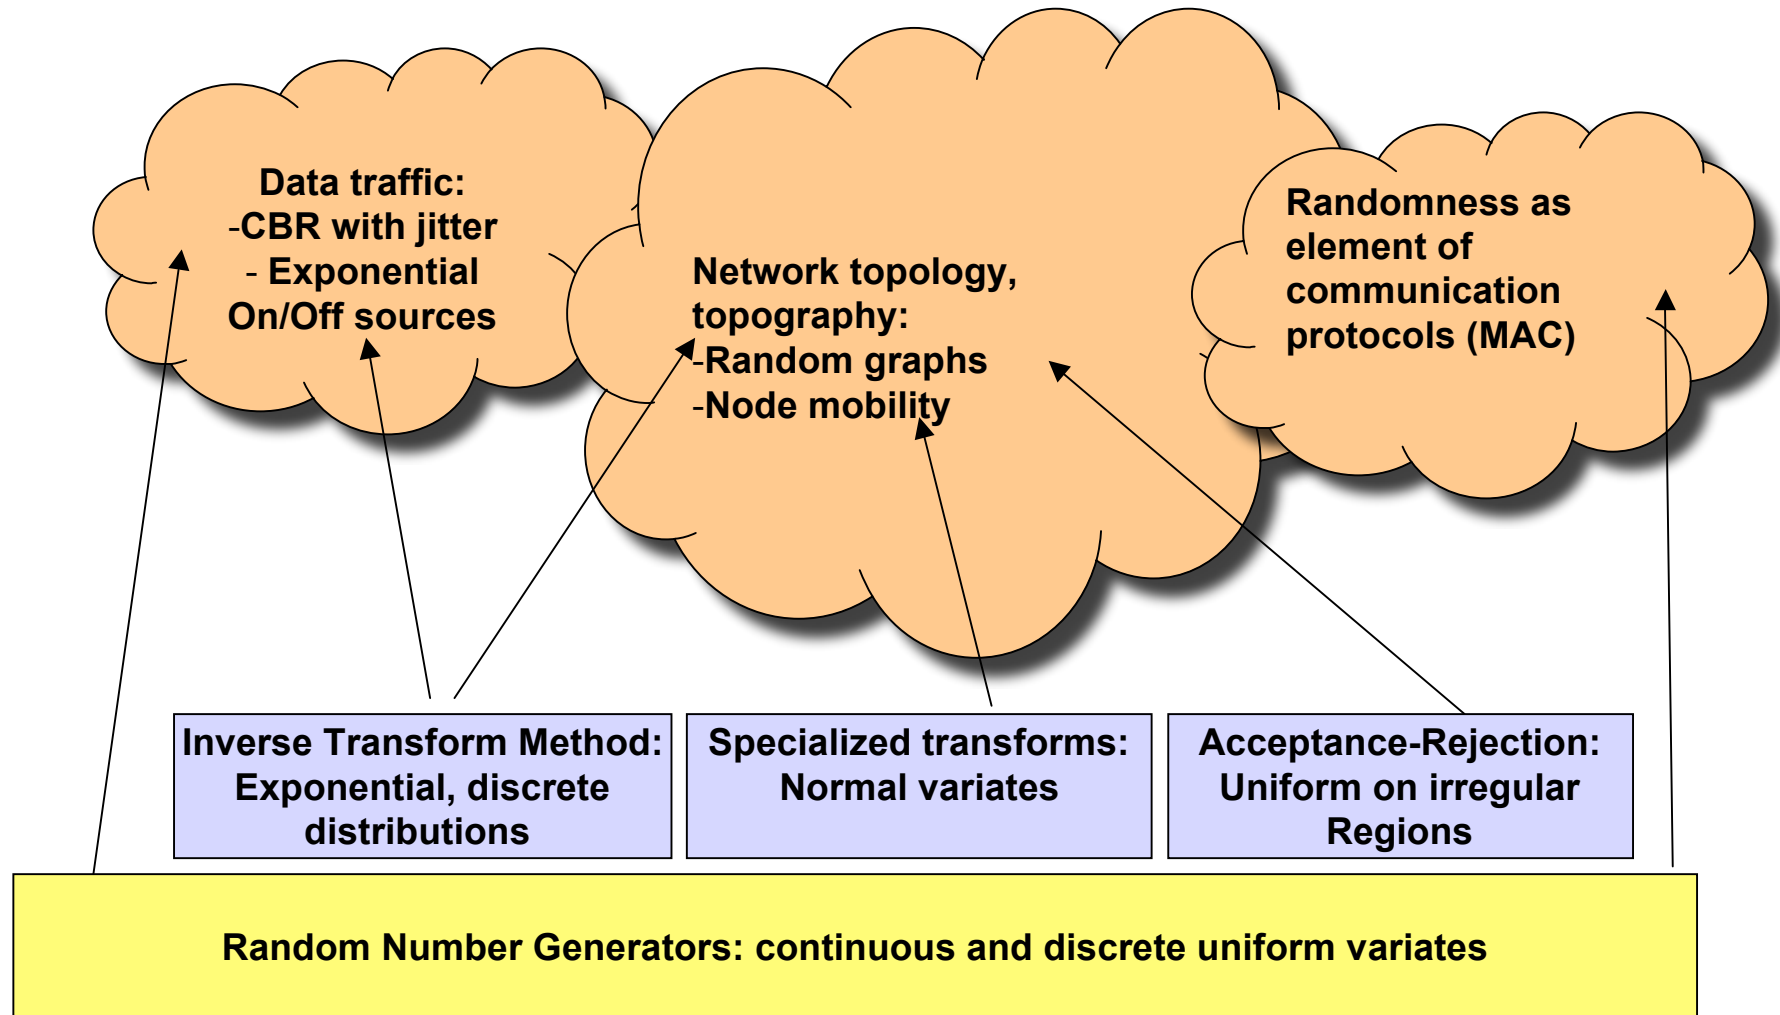 Data traffic:
-CBR with jitter
- Exponential
On/Off sources
Network topology,
topography:
-Random graphs
-Node mobility
Randomness as
element of
communication
protocols (MAC)
Inverse Transform Method:
Exponential, discrete
distributions
Specialized transforms:
Normal variates
Acceptance-Rejection:
Uniform on irregular
Regions
Random Number Generators: continuous and discrete uniform variates